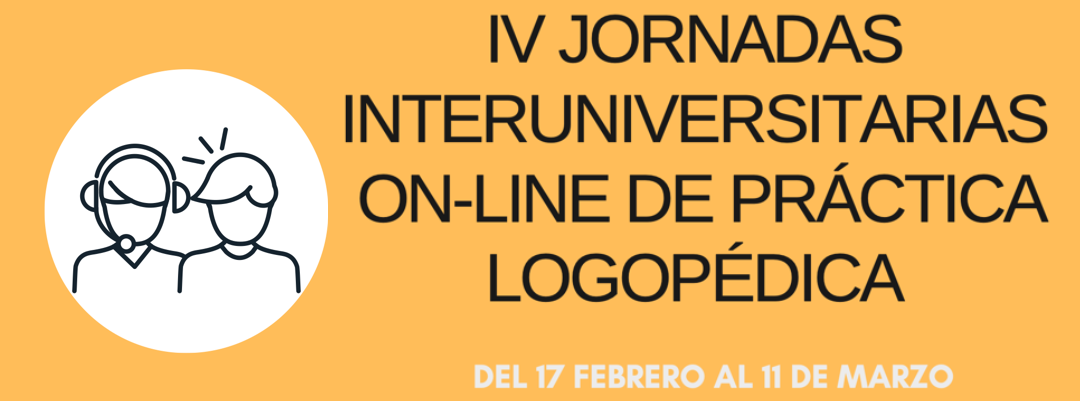 IV JORNADAS
INTERUNIVERSITARIAS
ON-LINE DE PRÁCTICA
LOGOPÉDICA
DEL 17 FEBRERO AL 11 DE MARZO